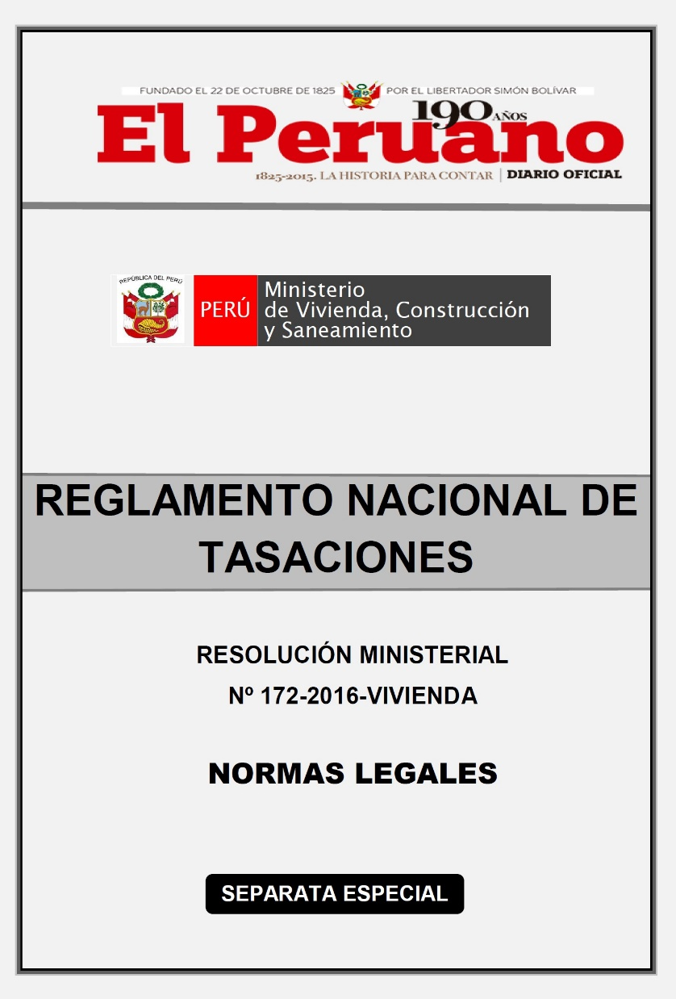 FUNDADO EL 22 DE OCTUBRE DE 1825 POR EL LIBERTADOR SIMÓN BOLÍVAR
El Peruano
190 AÑOS
1825-2015. LA HISTORIA PARA CONTAR | DIARIO OFICIAL
REPÚBLICA DEL PERÚ
PERÚ
Ministerio
de Vivienda, Construcción
y Saneamiento
REGLAMENTO NACIONAL DE
TASACIONES
RESOLUCIÓN MINISTERIAL
Nº 172-2016-VIVIENDA
NORMAS LEGALES
SEPARATA ESPECIAL